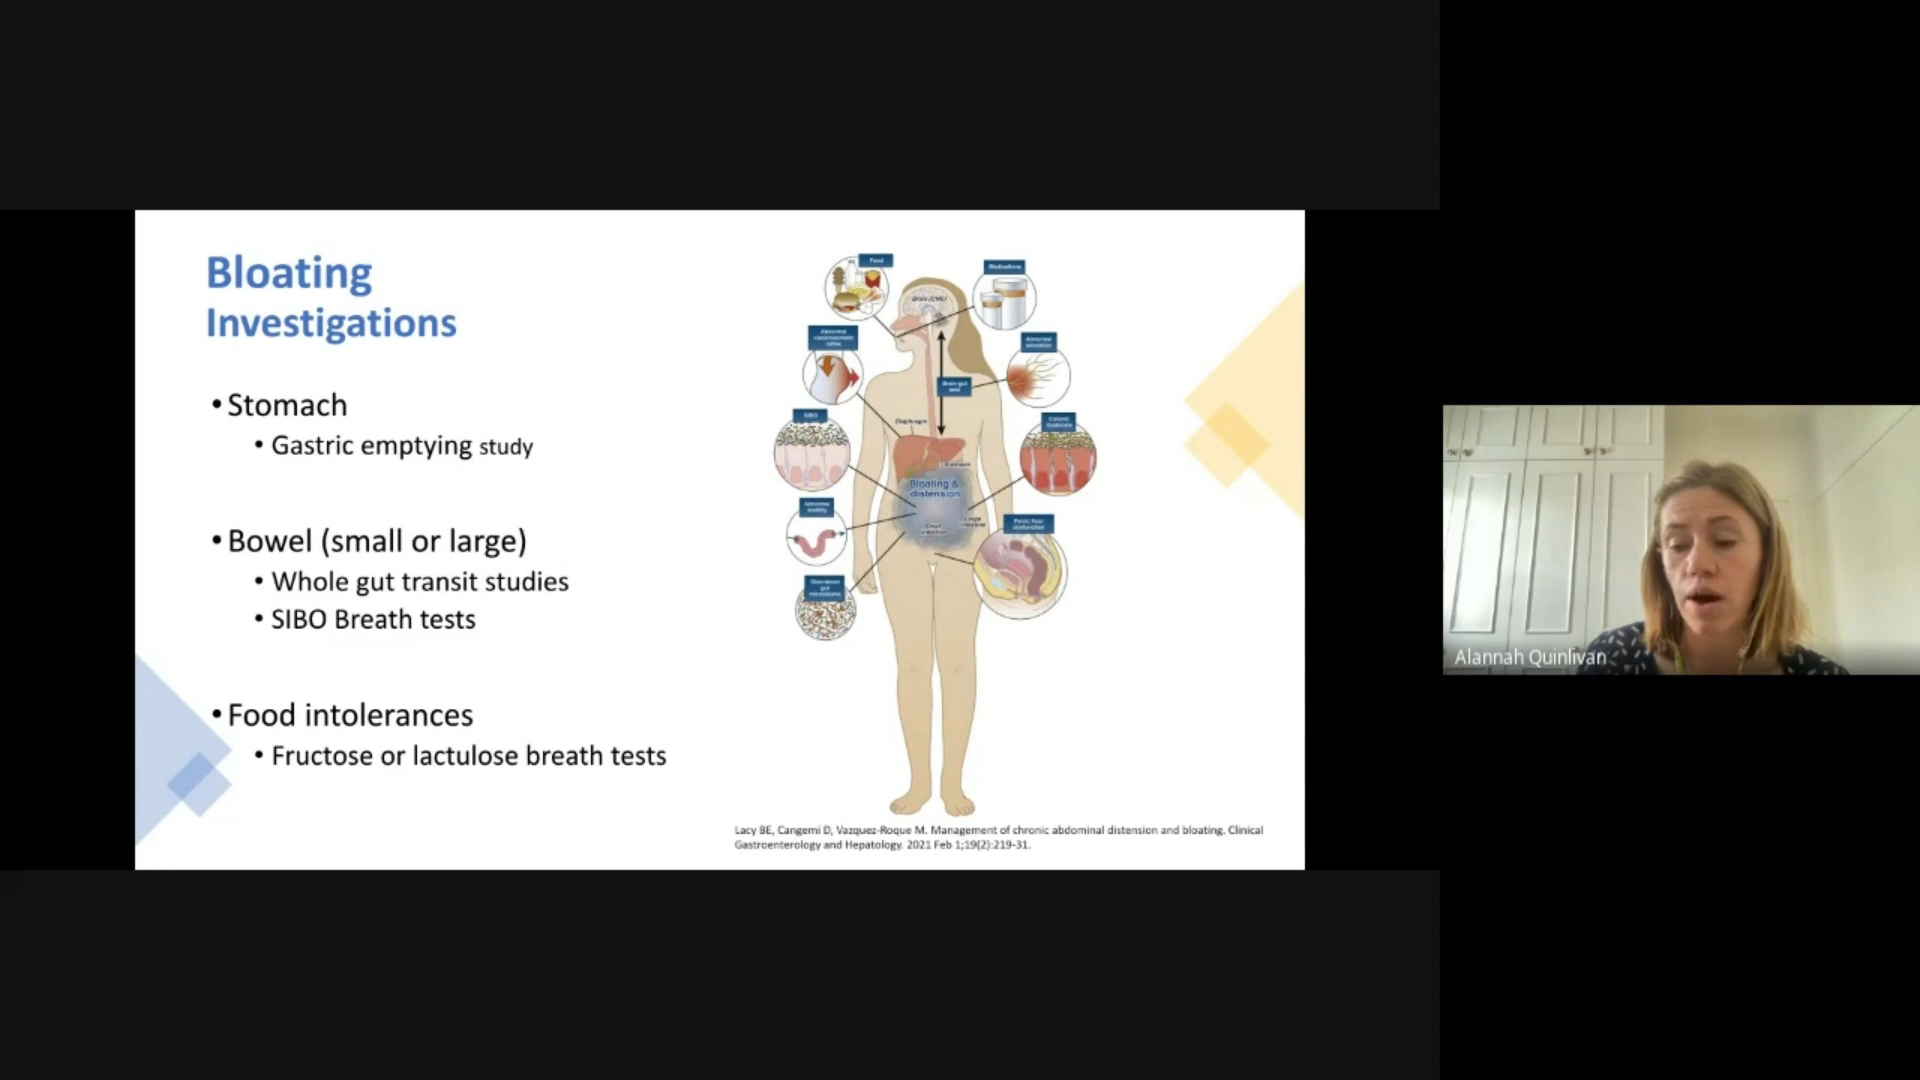 Bloating
Investigations
• Stomach
• Gastric emptying study
• Bowel (small or large)
• Whole gut transit studies
• SIBO Breath tests
• Food intolerances
• Fructose or lactulose breath tests
Food
Medications
Brain (CNS)
Abnormal
Abnormal
sensation
Brain gut
axis
SIBO
Diaphragm
Colonic
dysbiosis
Bloating &
distension
Abnormal
motility
Small
intestine
Large
intestine
Pelvic floor
dysfunction
Disordered
gut
microbiome
Lacy BE, Cangemi D, Vazquez-Roque M. Management of chronic abdominal distension and bloating. Clinical
Gastroenterology and Hepatology. 2021 Feb 1;19(2):219-31.
Alannah Quinlivan